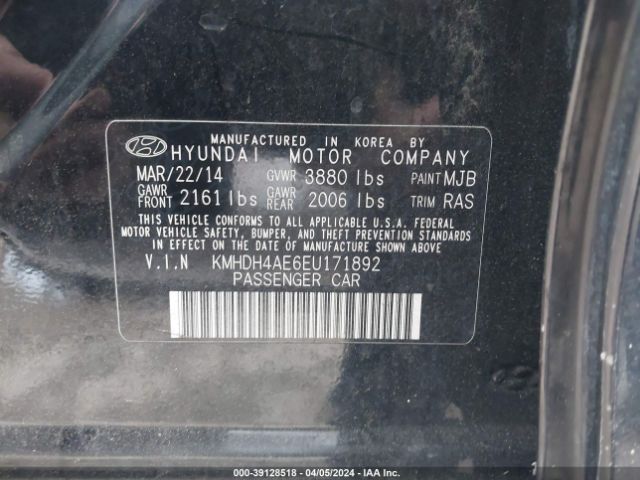 MANUFACTURED IN KOREA BY
HYUNDAI MOTOR COMPANY
MAR/22/14 GVWR 3880 lbs PAINT MJB
GAWR FRONT 2161 lbs GAWR REAR 2006 lbs TRIM RAS
THIS VEHICLE CONFORMS TO ALL APPLICABLE U.S.A. FEDERAL
MOTOR VEHICLE SAFETY, BUMPER, AND THEFT PREVENTION STANDARDS
IN EFFECT ON THE DATE OF MANUFACTURE SHOWN ABOVE.
V.I.N KMHDH4AE6EU171892
PASSENGER CAR
000-39128518 - 04/05/2024 - IAA Inc.